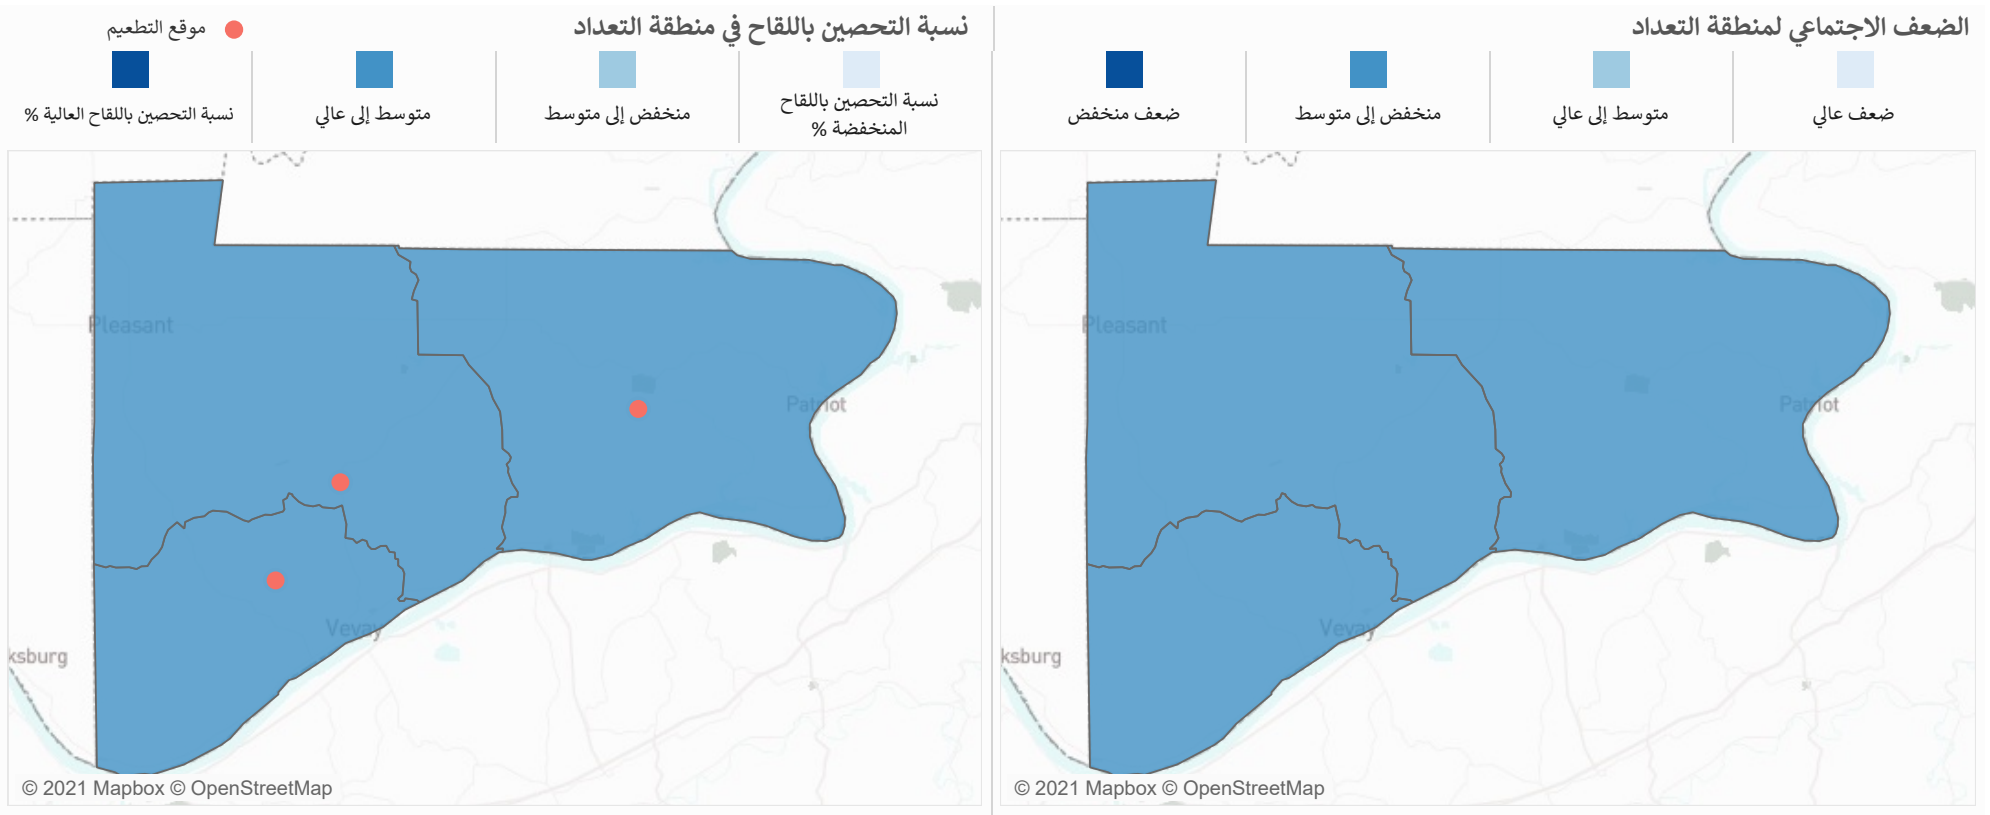 الضعف الاجتماعي لمنطقة التعداد
ضعف عالي
متوسط إلى عالي
منخفض إلى متوسط
ضعف منخفض
Pleasant
Patriot
Vevay
ksburg
© 2021 Mapbox © OpenStreetMap
نسبة التحصين باللقاح في منطقة التعداد
موقع التطعيم
نسبة التحصين باللقاح
المنخفضة %
منخفض إلى متوسط
متوسط إلى عالي
نسبة التحصين باللقاح العالية %
Pleasant
Patriot
Vevay
ksburg
© 2021 Mapbox © OpenStreetMap